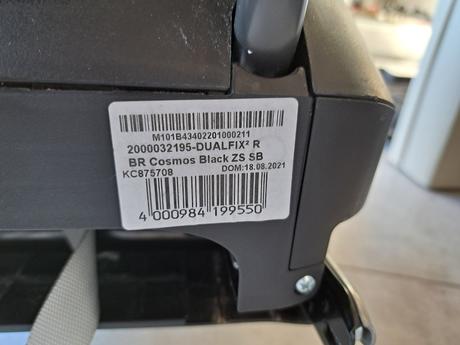 M101B43402201000211
2000032195-DUALFIX² R
BR Cosmos Black ZS SB
KC875708 DOM:18.08.2021
4 000984 199550